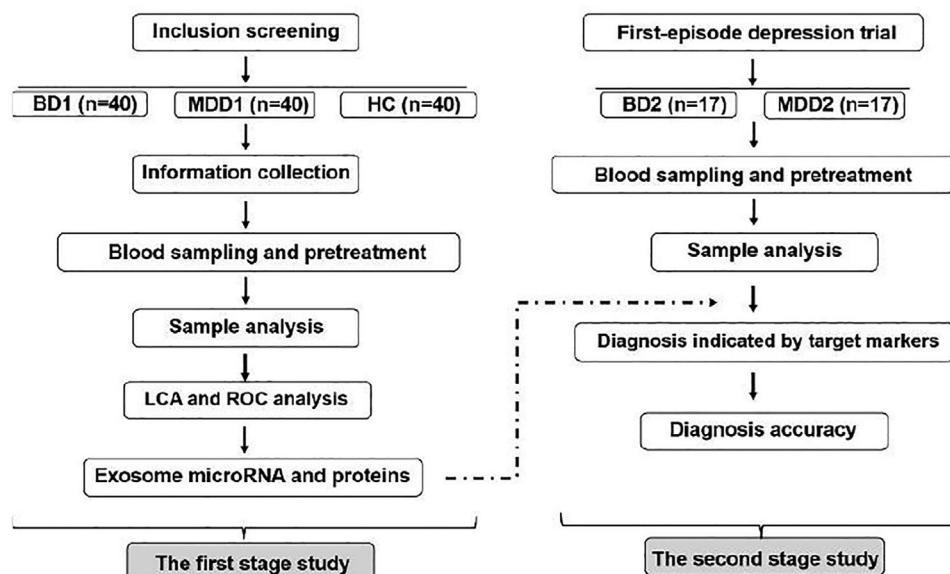 Inclusion screening
BD1 (n=40)
MDD1 (n=40)
HC (n=40)
Information collection
Blood sampling and pretreatment
Sample analysis
LCA and ROC analysis
Exosome microRNA and proteins
The first stage study
First-episode depression trial
BD2 (n=17)
MDD2 (n=17)
Blood sampling and pretreatment
Sample analysis
Diagnosis indicated by target markers
Diagnosis accuracy
The second stage study